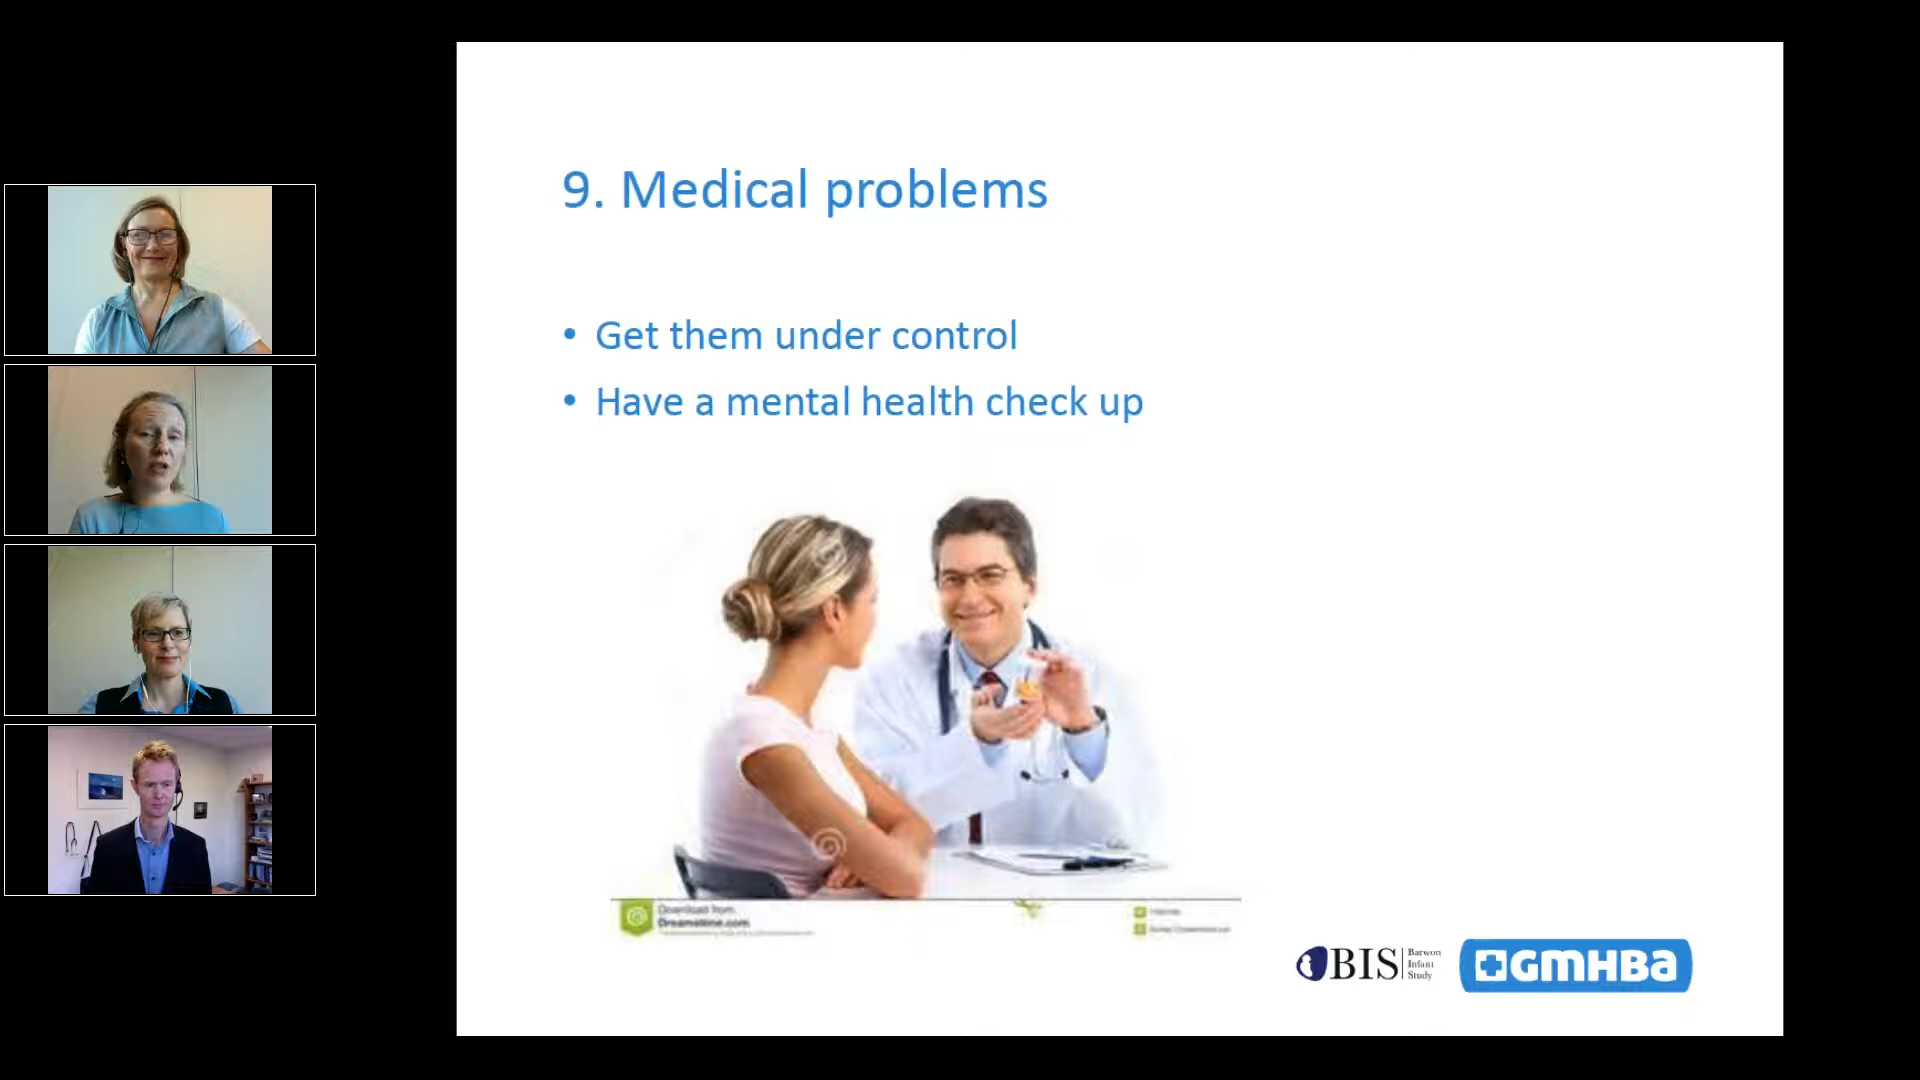 9. Medical problems
• Get them under control
• Have a mental health check up
Download from
Dreamstime.com
BIS
Barwon
Infant
Study
GMHBA